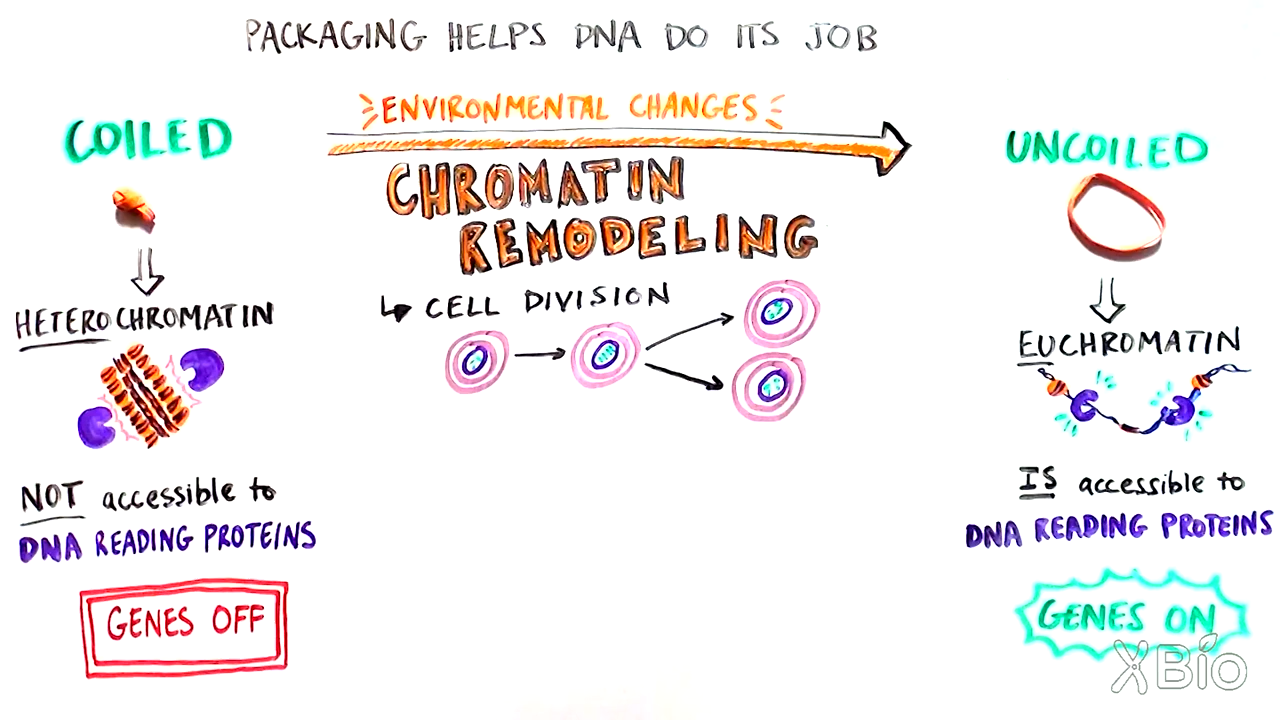 PACKAGING HELPS DNA DO ITS JOB
ENVIRONMENTAL CHANGES
COILED
UNCOILED
CHROMATIN
REMODELING
CELL DIVISION
HETEROCHROMATIN
EUCHROMATIN
NOT accessible to
DNA READING PROTEINS
GENES OFF
IS accessible to
DNA READING PROTEINS
GENES ON
XBio